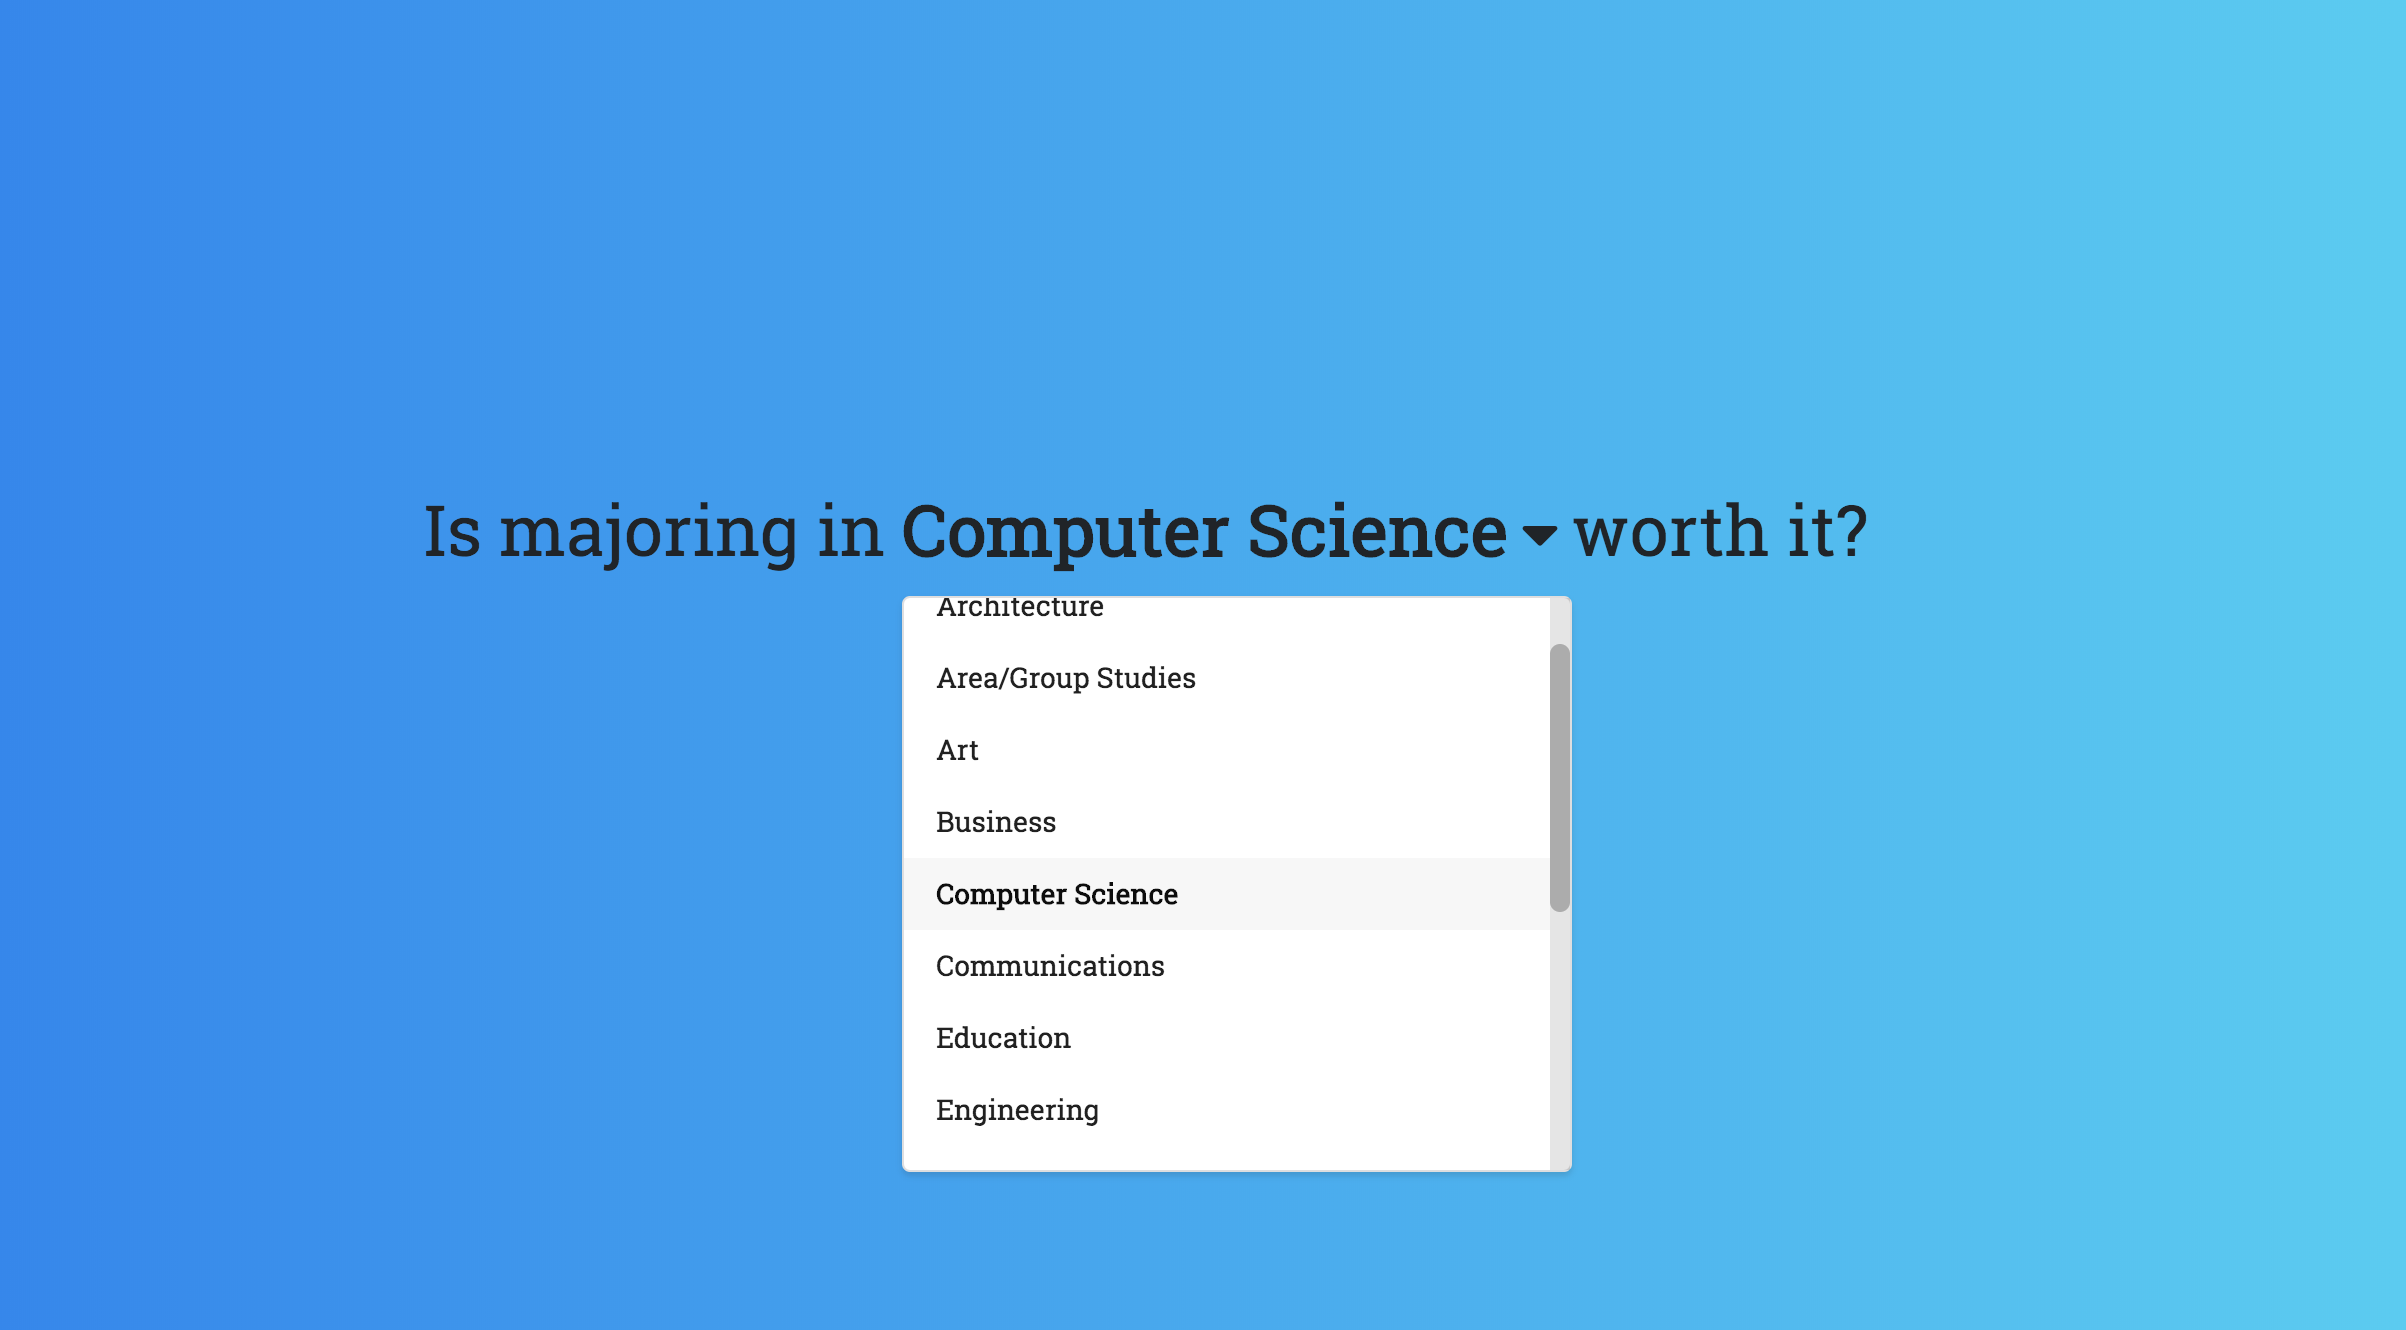 Is majoring in Computer Science worth it?
Architecture
Area/Group Studies
Art
Business
Computer Science
Communications
Education
Engineering